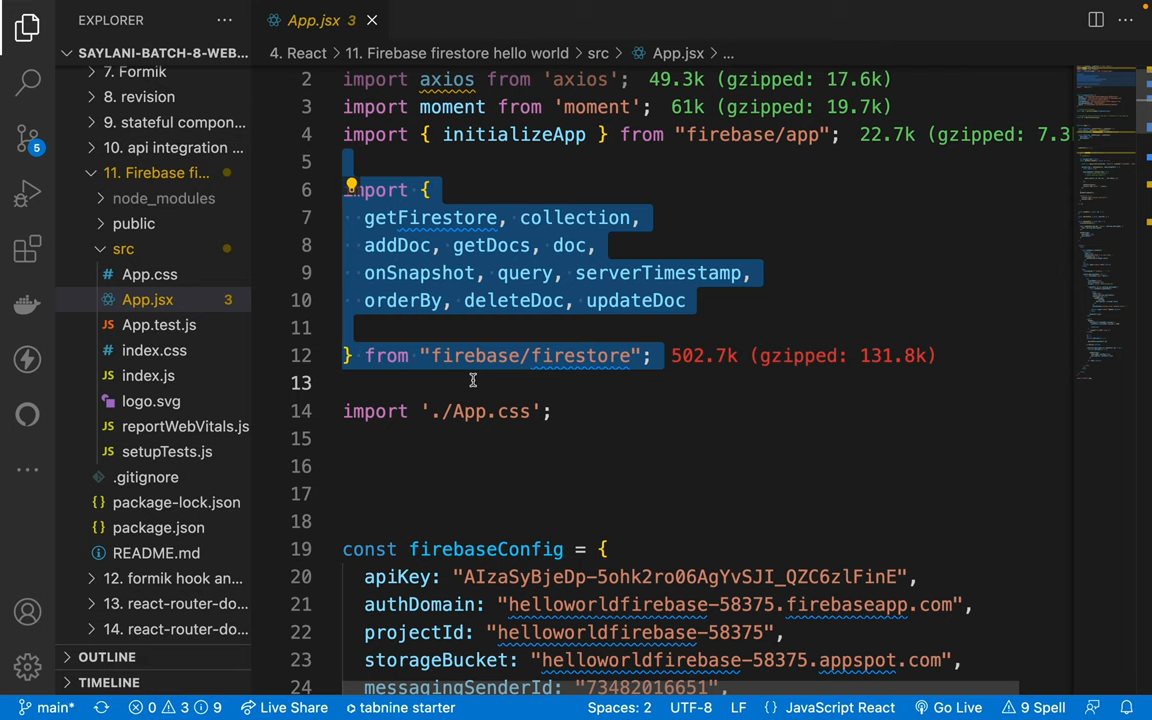 EXPLORER
App.jsx 3
SAYLANI-BATCH-8-WEB...
4. React
11. Firebase firestore hello world
src
App.jsx
...
7. Formik
8. revision
9. stateful compon...
10. api integration ...
11. Firebase fi...
node_modules
public
src
App.css
App.jsx 3
App.test.js
index.css
index.js
logo.svg
reportWebVitals.js
setupTests.js
.gitignore
package-lock.json
package.json
README.md
12. formik hook an...
13. react-router-do...
14. react-router-do...
OUTLINE
TIMELINE
5
2 import axios from 'axios'; 49.3k (gzipped: 17.6k)
3 import moment from 'moment'; 61k (gzipped: 19.7k)
4 import { initializeApp } from "firebase/app"; 22.7k (gzipped: 7.3k
5
6 import {
7 getFirestore, collection,
8 addDoc, getDocs, doc,
9 onSnapshot, query, serverTimestamp,
10 orderBy, deleteDoc, updateDoc
11
12 } from "firebase/firestore"; 502.7k (gzipped: 131.8k)
13
14 import './App.css';
15
16
17
18
19 const firebaseConfig = {
20 apiKey: "AIzaSyBjeDp-5ohk2ro06AgYvSJI_QZC6zlFinE",
21 authDomain: "helloworldfirebase-58375.firebaseapp.com",
22 projectId: "helloworldfirebase-58375",
23 storageBucket: "helloworldfirebase-58375.appspot.com",
24 messagingSenderId: "73482016651",
main* 0 3 9 Live Share tabnine starter Spaces: 2 UTF-8 LF {} JavaScript React Go Live 9 Spell